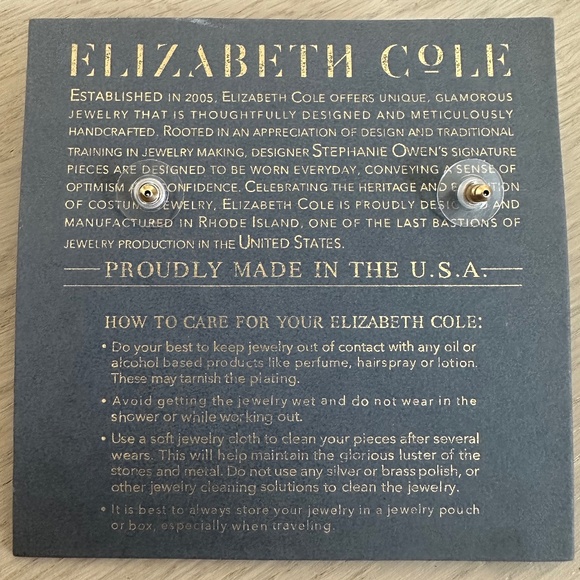 ELIZABETH COLE
ESTABLISHED IN 2005, ELIZABETH COLE OFFERS UNIQUE, GLAMOROUS
JEWELRY THAT IS THOUGHTFULLY DESIGNED AND METICULOUSLY
HANDCRAFTED. ROOTED IN AN APPRECIATION OF DESIGN AND TRADITIONAL
TRAINING IN JEWELRY MAKING, DESIGNER STEPHANIE OWEN'S SIGNATURE
PIECES ARE DESIGNED TO BE WORN EVERYDAY, CONVEYING A SENSE OF
OPTIMISM CONFIDENCE. CELEBRATING THE HERITAGE AND
OF COSTUME JEWELRY, ELIZABETH COLE IS PROUDLY DESIGNED AND
MANUFACTURED IN RHODE ISLAND, ONE OF THE LAST BASTIONS OF
JEWELRY PRODUCTION IN THE UNITED STATES.
PROUDLY MADE IN THE U.S.A.
HOW TO CARE FOR YOUR ELIZABETH COLE:
• Do your best to keep jewelry out of contact with any oil or
alcohol based products like perfume, hairspray or lotion.
These may tarnish the plating.
• Avoid getting the jewelry wet and do not wear in the
shower or while working out.
• Use a soft jewelry cloth to clean your pieces after several
wears. This will help maintain the glorious luster of the
stones and metal. Do not use any silver or brass polish, or
other jewelry cleaning solutions to clean the jewelry.
• It is best to always store your jewelry in a jewelry pouch
or box, especially when traveling.